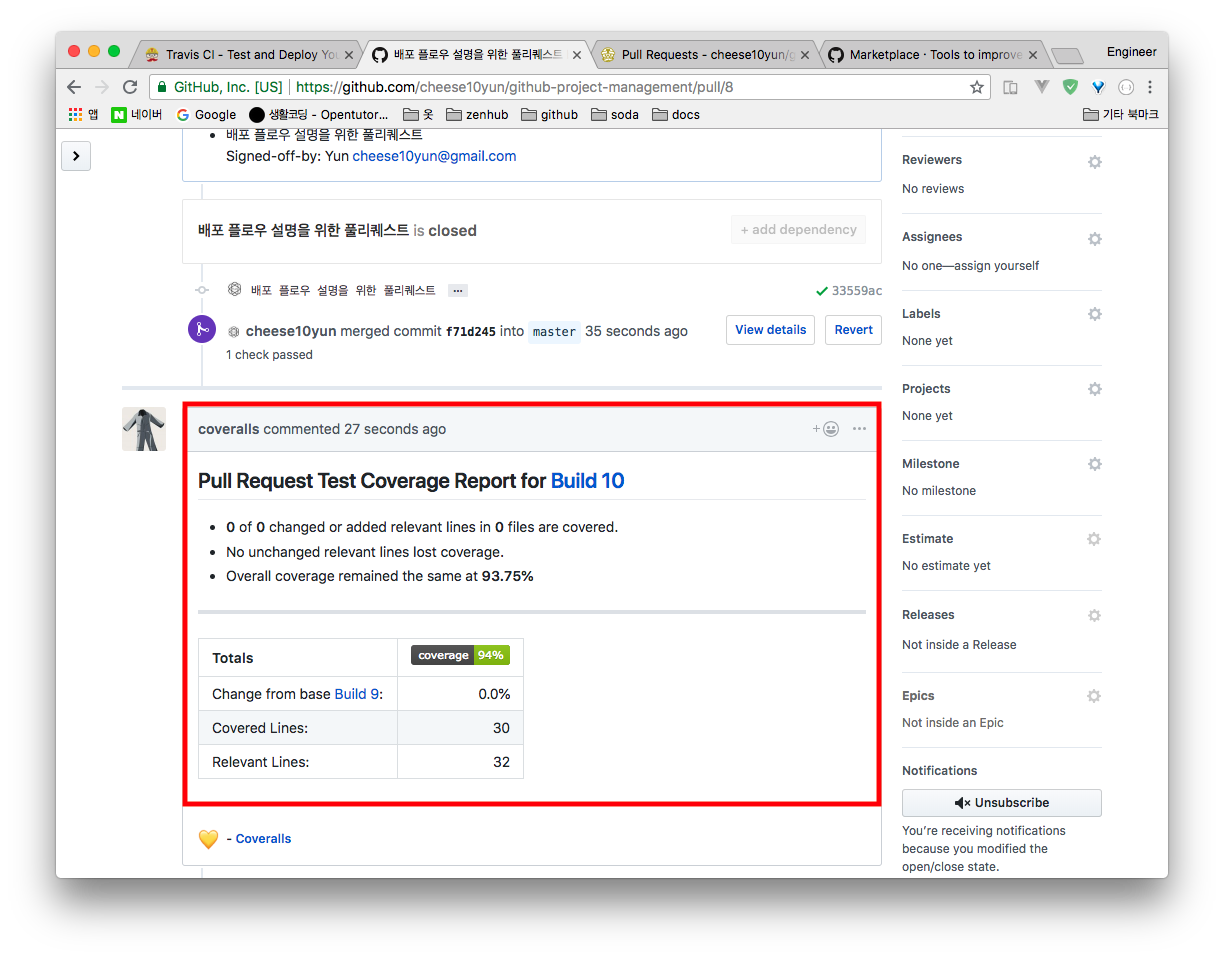 Travis CI - Test and Deploy You
배포 플로우 설명을 위한 풀리퀘스트
Pull Requests - cheese10yun/g
Marketplace · Tools to improve
Engineer
GitHub, Inc. [US] https://github.com/cheese10yun/github-project-management/pull/8
앱 네이버 Google 생활코딩 - Opentutor... 옷 zenhub github soda docs 기타 북마크
배포 플로우 설명을 위한 풀리퀘스트
Signed-off-by: Yun cheese10yun@gmail.com
배포 플로우 설명을 위한 풀리퀘스트 is closed
+ add dependency
배포 플로우 설명을 위한 풀리퀘스트 ...
33559ac
cheese10yun merged commit f71d245 into master 35 seconds ago
View details
Revert
1 check passed
coveralls commented 27 seconds ago
Pull Request Test Coverage Report for Build 10
0 of 0 changed or added relevant lines in 0 files are covered.
No unchanged relevant lines lost coverage.
Overall coverage remained the same at 93.75%
Totals coverage 94%
Change from base Build 9: 0.0%
Covered Lines: 30
Relevant Lines: 32
- Coveralls
Reviewers
No reviews
Assignees
No one—assign yourself
Labels
None yet
Projects
None yet
Milestone
No milestone
Estimate
No estimate yet
Releases
Not inside a Release
Epics
Not inside an Epic
Notifications
Unsubscribe
You're receiving notifications
because you modified the
open/close state.